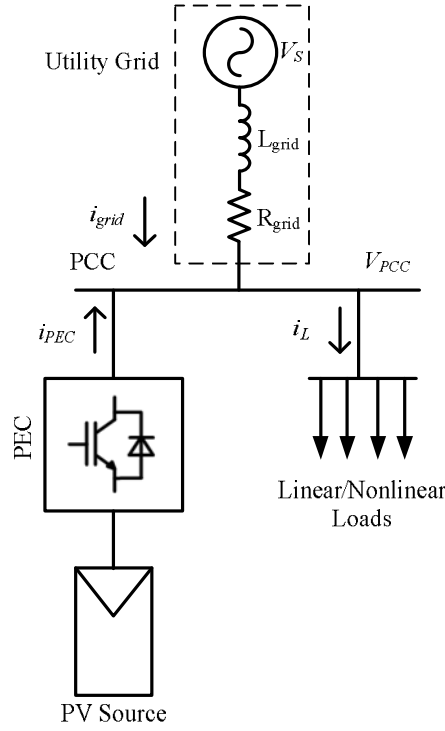 Utility Grid
V_S
L_grid
R_grid
i_grid
PCC
V_PCC
i_PEC
i_L
PEC
Linear/Nonlinear
Loads
PV Source